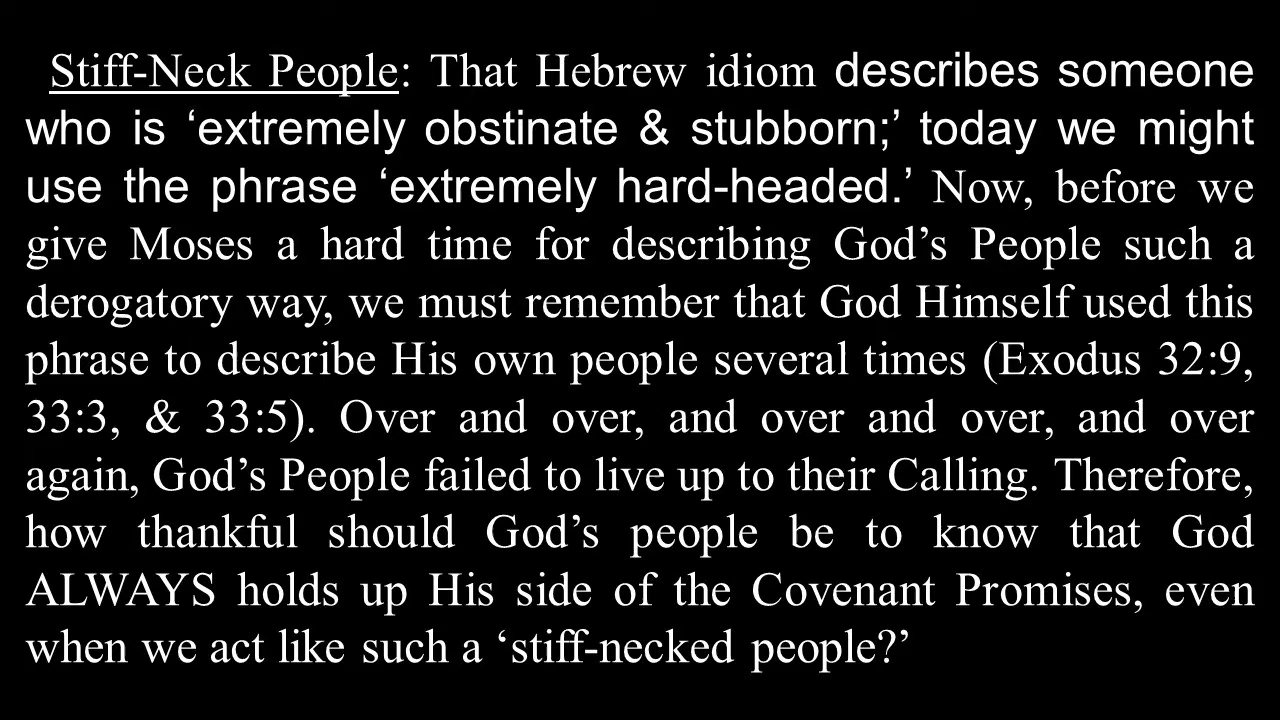 Stiff-Neck People: That Hebrew idiom describes someone
who is ‘extremely obstinate & stubborn;’ today we might
use the phrase ‘extremely hard-headed.’ Now, before we
give Moses a hard time for describing God’s People such a
derogatory way, we must remember that God Himself used this
phrase to describe His own people several times (Exodus 32:9,
33:3, & 33:5). Over and over, and over and over, and over
again, God’s People failed to live up to their Calling. Therefore,
how thankful should God’s people be to know that God
ALWAYS holds up His side of the Covenant Promises, even
when we act like such a ‘stiff-necked people?’